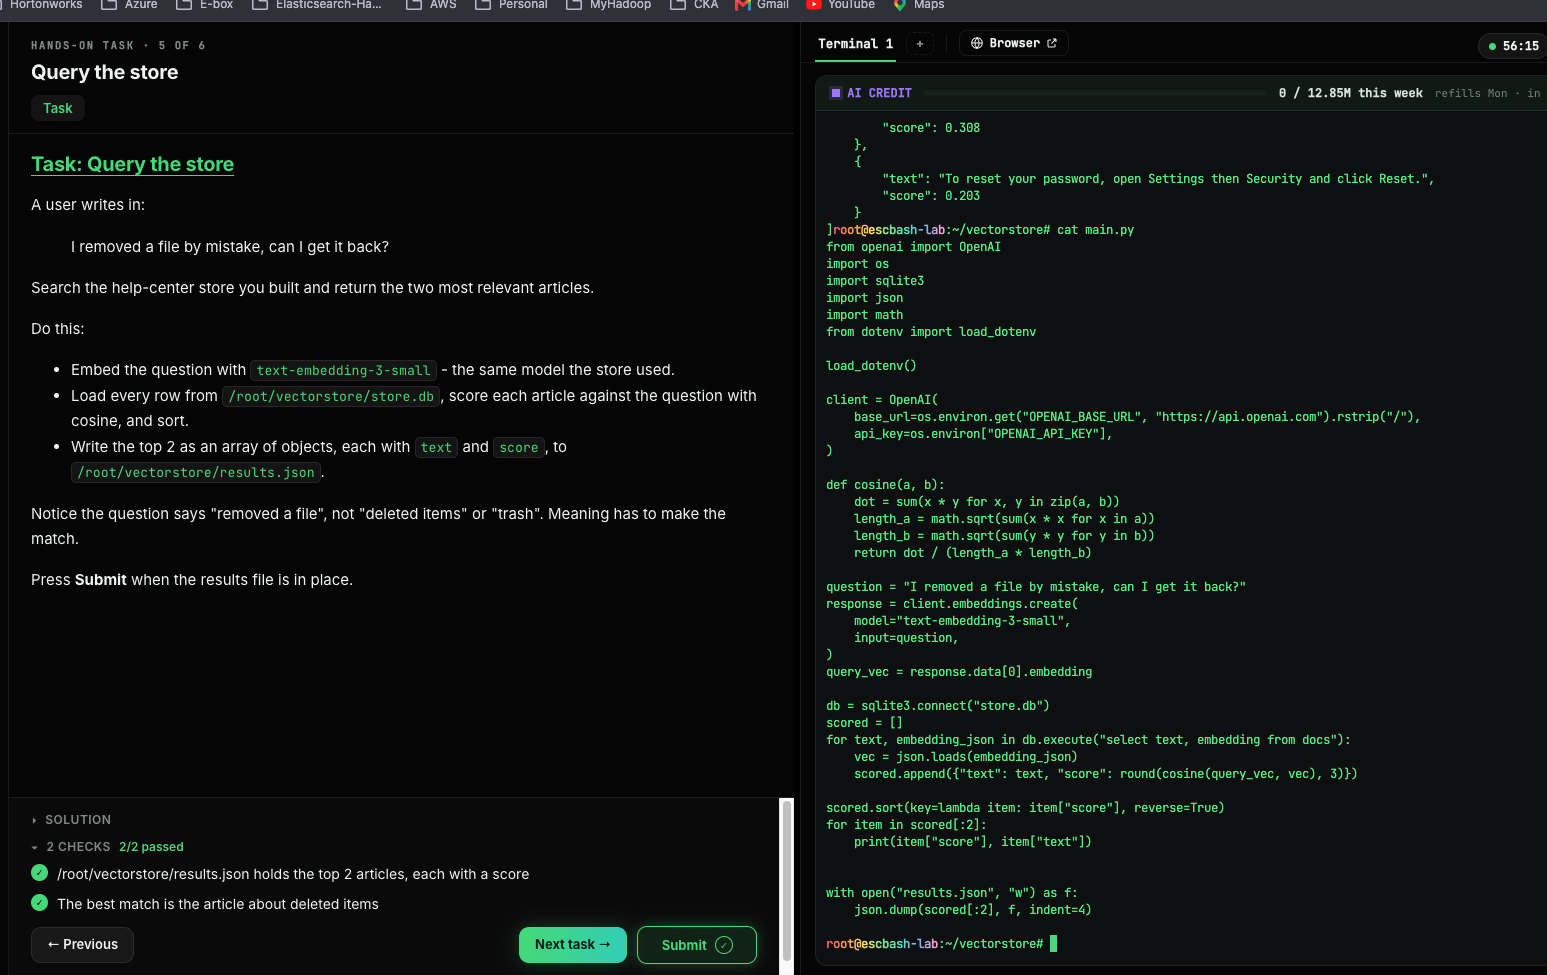 Hortonworks
Azure
E-box
Elasticsearch-Ha...
AWS
Personal
MyHadoop
CKA
Gmail
YouTube
Maps
HANDS-ON TASK · 5 OF 6
Query the store
Task
Task: Query the store
A user writes in:
I removed a file by mistake, can I get it back?
Search the help-center store you built and return the two most relevant articles.
Do this:
• Embed the question with text-embedding-3-small - the same model the store used.
• Load every row from /root/vectorstore/store.db, score each article against the question with
cosine, and sort.
• Write the top 2 as an array of objects, each with text and score, to
/root/vectorstore/results.json.
Notice the question says "removed a file", not "deleted items" or "trash". Meaning has to make the
match.
Press Submit when the results file is in place.
SOLUTION
2 CHECKS 2/2 passed
/root/vectorstore/results.json holds the top 2 articles, each with a score
The best match is the article about deleted items
← Previous
Next task →
Submit
Terminal 1
+
Browser
56:15
AI CREDIT
0 / 12.85M this week
refills Mon · in
        "score": 0.308
    },
    {
        "text": "To reset your password, open Settings then Security and click Reset.",
        "score": 0.203
    }
]root@escbash-lab:~/vectorstore# cat main.py
from openai import OpenAI
import os
import sqlite3
import json
import math
from dotenv import load_dotenv
load_dotenv()
client = OpenAI(
    base_url=os.environ.get("OPENAI_BASE_URL", "https://api.openai.com").rstrip("/"),
    api_key=os.environ["OPENAI_API_KEY"],
)
def cosine(a, b):
    dot = sum(x * y for x, y in zip(a, b))
    length_a = math.sqrt(sum(x * x for x in a))
    length_b = math.sqrt(sum(y * y for y in b))
    return dot / (length_a * length_b)
question = "I removed a file by mistake, can I get it back?"
response = client.embeddings.create(
    model="text-embedding-3-small",
    input=question,
)
query_vec = response.data[0].embedding
db = sqlite3.connect("store.db")
scored = []
for text, embedding_json in db.execute("select text, embedding from docs"):
    vec = json.loads(embedding_json)
    scored.append({"text": text, "score": round(cosine(query_vec, vec), 3)})
scored.sort(key=lambda item: item["score"], reverse=True)
for item in scored[:2]:
    print(item["score"], item["text"])
with open("results.json", "w") as f:
    json.dump(scored[:2], f, indent=4)
root@escbash-lab:~/vectorstore#